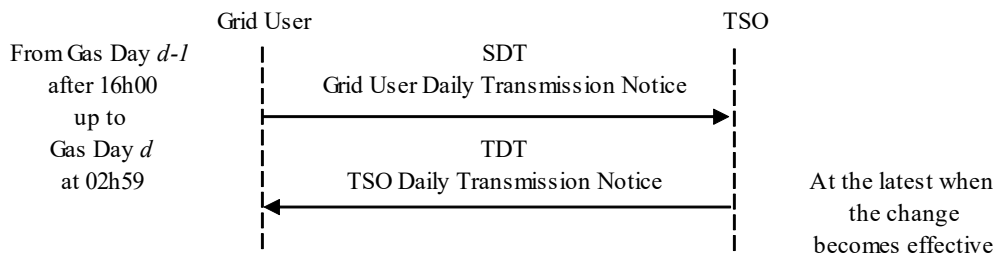 Grid User
TSO
From Gas Day d-1
after 16h00
up to
Gas Day d
at 02h59
SDT
Grid User Daily Transmission Notice
TDT
TSO Daily Transmission Notice
At the latest when
the change
becomes effective